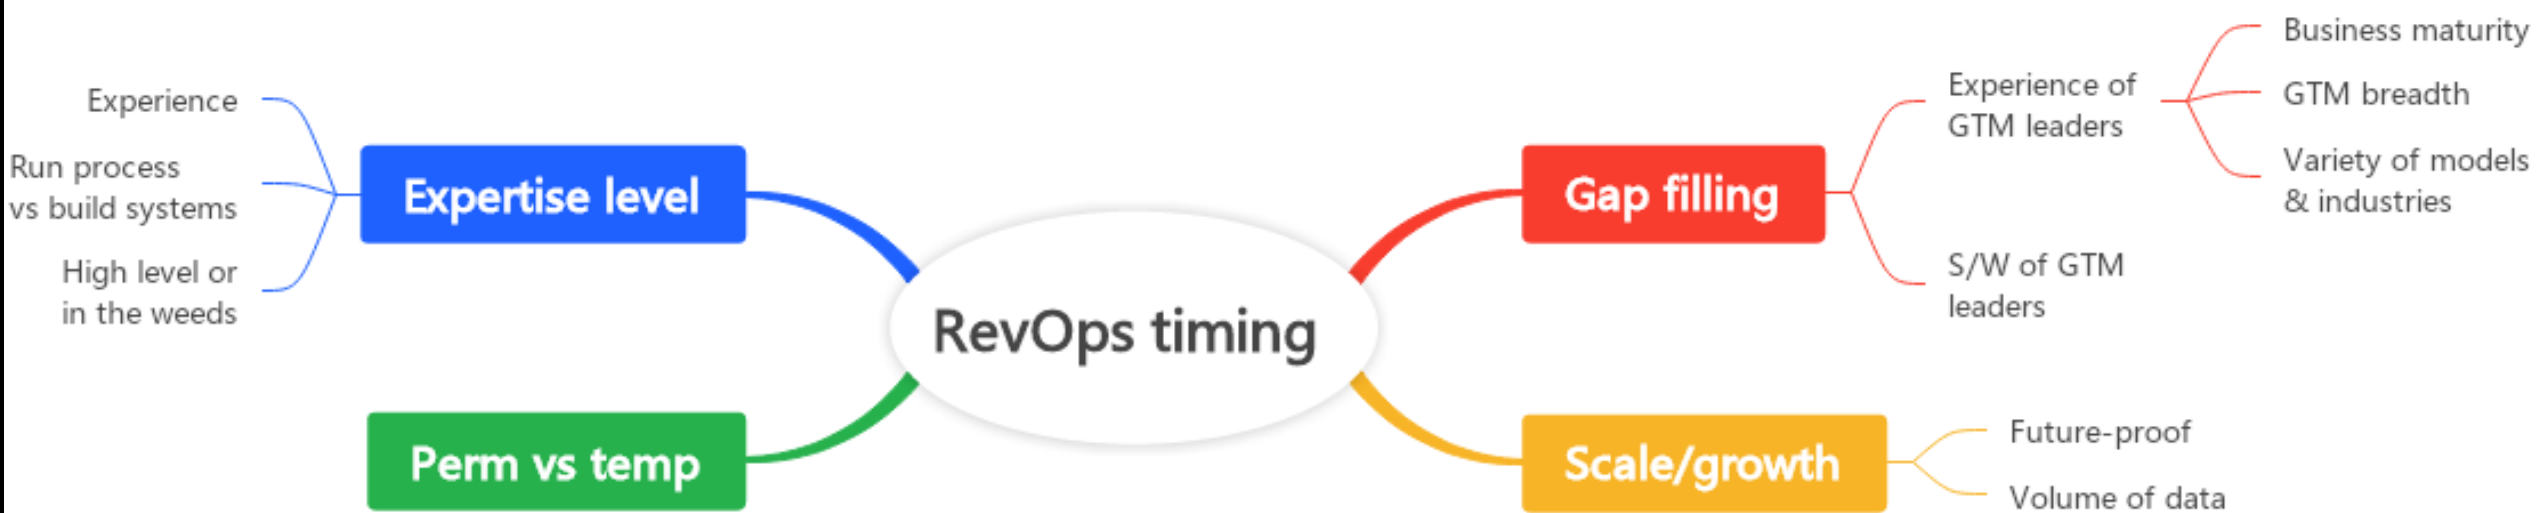 RevOps timing
Expertise level
Experience
Run process
vs build systems
High level or
in the weeds
Perm vs temp
Gap filling
Experience of
GTM leaders
Business maturity
GTM breadth
Variety of models
& industries
S/W of GTM
leaders
Scale/growth
Future-proof
Volume of data